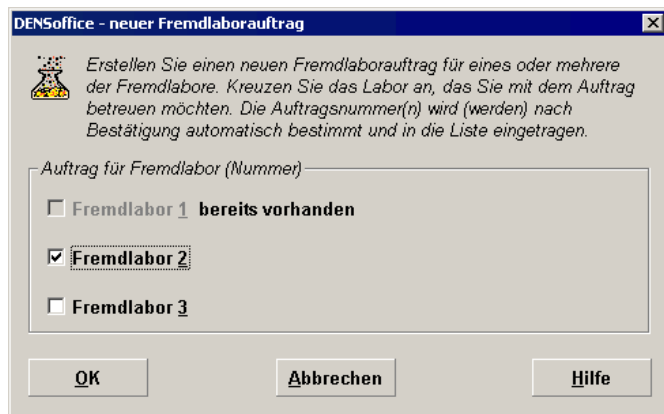 DENSoffice - neuer Fremdlaborauftrag
Erstellen Sie einen neuen Fremdlaborauftrag für eines oder mehrere
der Fremdlabore. Kreuzen Sie das Labor an, das Sie mit dem Auftrag
betreuen möchten. Die Auftragsnummer(n) wird (werden) nach
Bestätigung automatisch bestimmt und in die Liste eingetragen.
Auftrag für Fremdlabor (Nummer)
Fremdlabor 1 bereits vorhanden
Fremdlabor 2
Fremdlabor 3
OK Abbrechen Hilfe